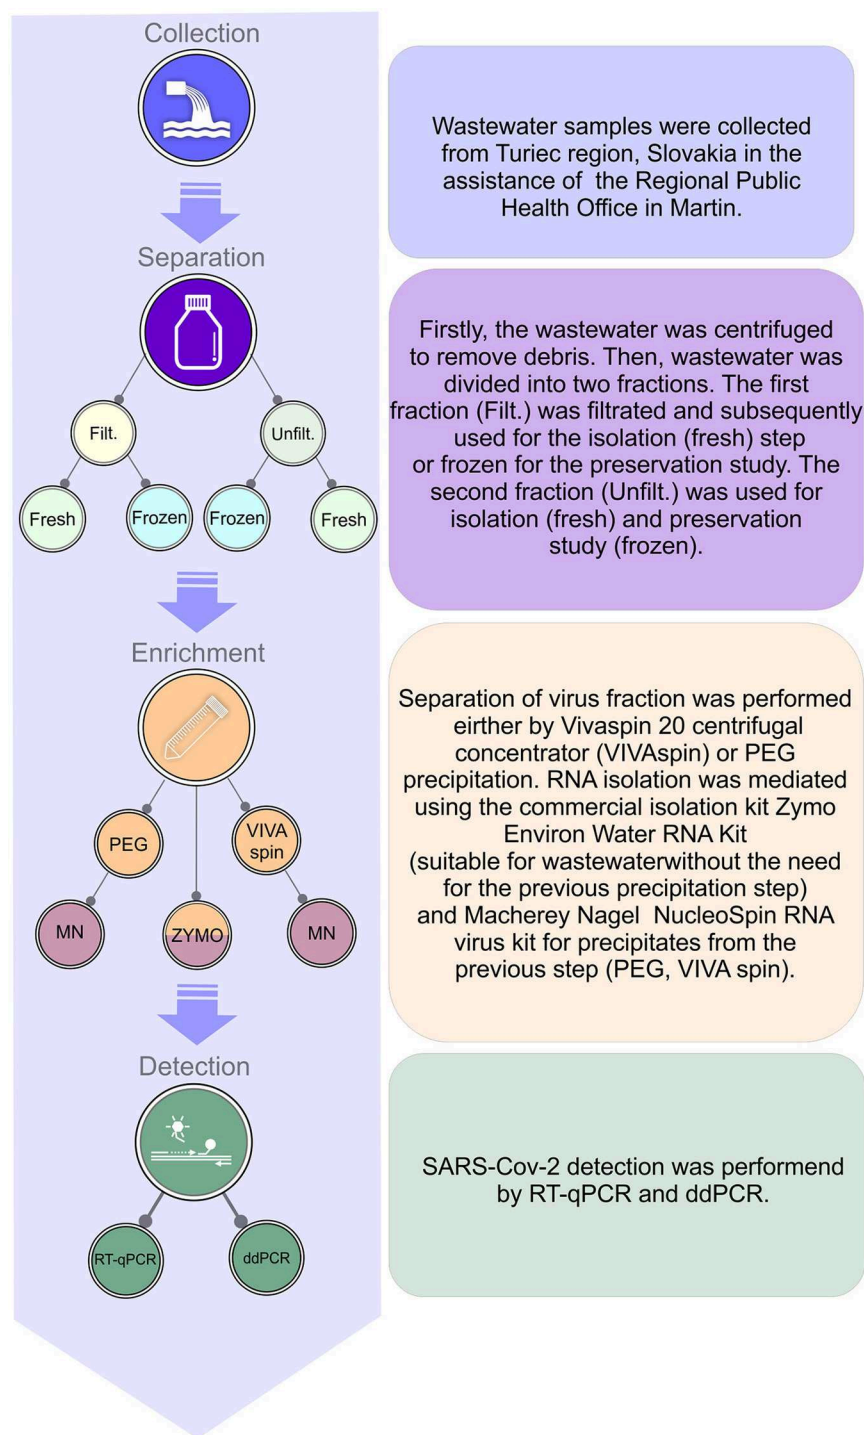 Collection
Wastewater samples were collected
from Turiec region, Slovakia in the
assistance of the Regional Public
Health Office in Martin.
Separation
Filt.
Unfilt.
Fresh
Frozen
Frozen
Fresh
Firstly, the wastewater was centrifuged
to remove debris. Then, wastewater was
divided into two fractions. The first
fraction (Filt.) was filtrated and subsequently
used for the isolation (fresh) step
or frozen for the preservation study. The
second fraction (Unfilt.) was used for
isolation (fresh) and preservation
study (frozen).
Enrichment
PEG
VIVA
spin
MN
ZYMO
MN
Separation of virus fraction was performed
eirther by Vivaspin 20 centrifugal
concentrator (VIVAspin) or PEG
precipitation. RNA isolation was mediated
using the commercial isolation kit Zymo
Environ Water RNA Kit
(suitable for wastewaterwithout the need
for the previous precipitation step)
and Macherey Nagel NucleoSpin RNA
virus kit for precipitates from the
previous step (PEG, VIVA spin).
Detection
RT-qPCR
ddPCR
SARS-Cov-2 detection was performend
by RT-qPCR and ddPCR.